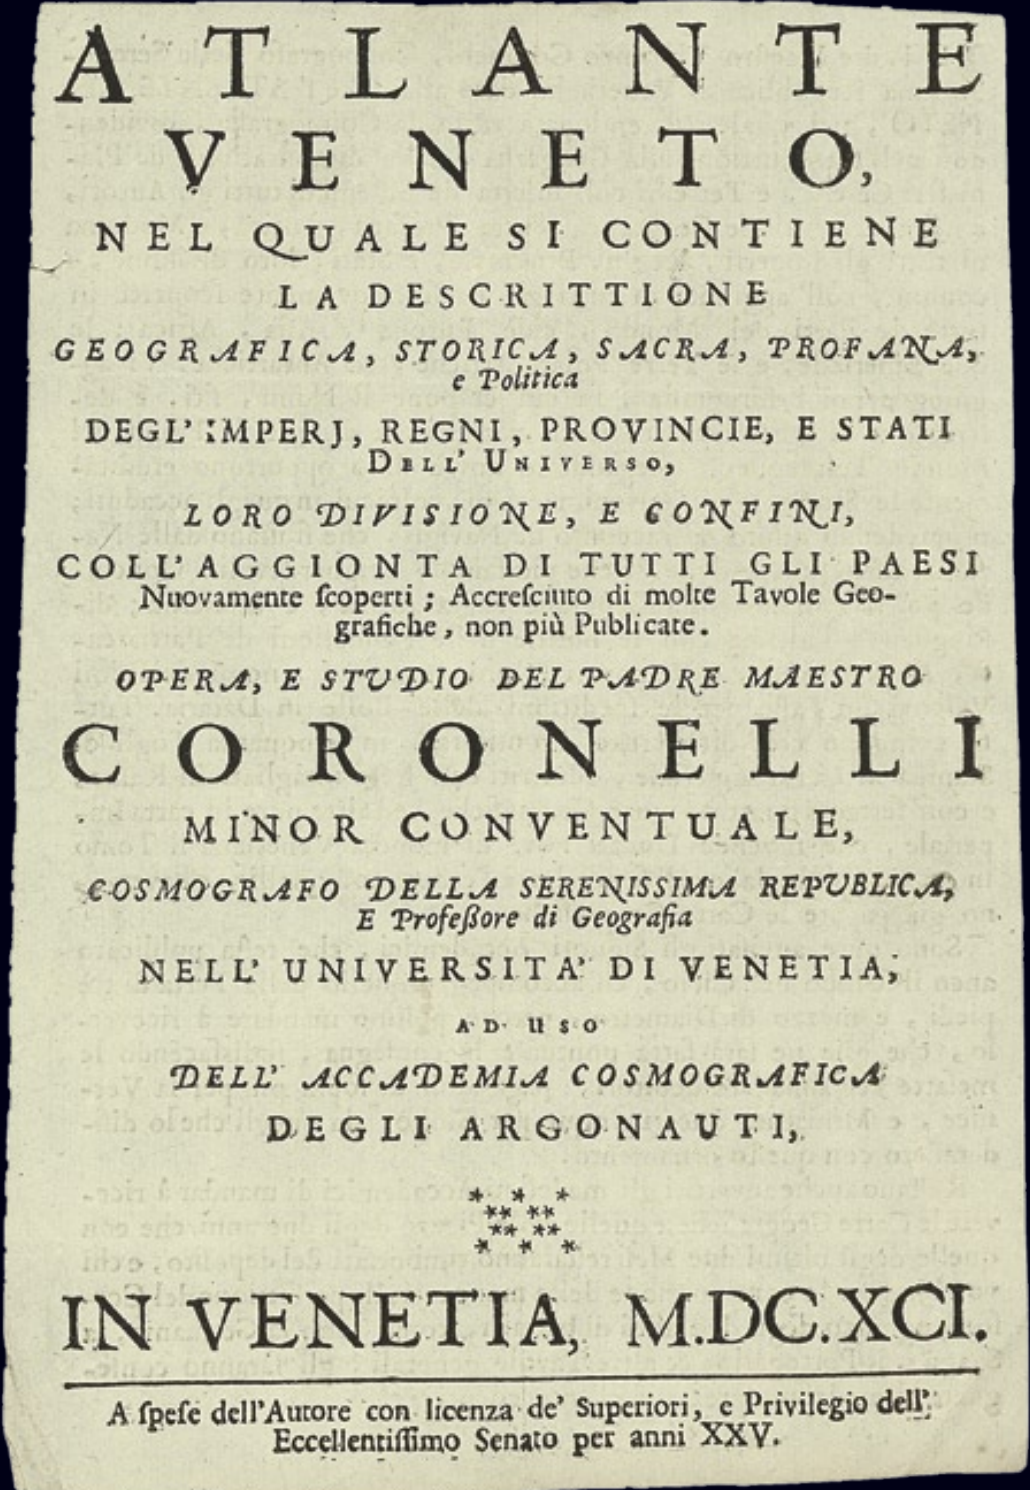 ATLANTE
VENETO,
NEL QUALE SI CONTIENE
LA DESCRITTIONE
GEOGRAFICA, STORICA, SACRA, PROFANA,
e Politica
DEGL' IMPERJ, REGNI, PROVINCIE, E STATI
DELL' UNIVERSO,
LORO DIVISIONE, E CONFINI,
COLL'AGGIONTA DI TUTTI GLI PAESI
Nuovamente ſcoperti; Accreſciuto di molte Tavole Geo-
grafiche, non più Publicate.
OPERA, E STVDIO DEL PADRE MAESTRO
CORONELLI
MINOR CONVENTUALE,
COSMOGRAFO DELLA SERENISSIMA REPVBLICA,
E Profeßore di Geografia
NELL' UNIVERSITA' DI VENETIA,
AD USO
DELL' ACCADEMIA COSMOGRAFICA
DEGLI ARGONAUTI,
IN VENETIA, M.DC.XCI.
A ſpeſe dell'Autore con licenza de' Superiori, e Privilegio dell'
Eccellentiſſimo Senato per anni XXV.